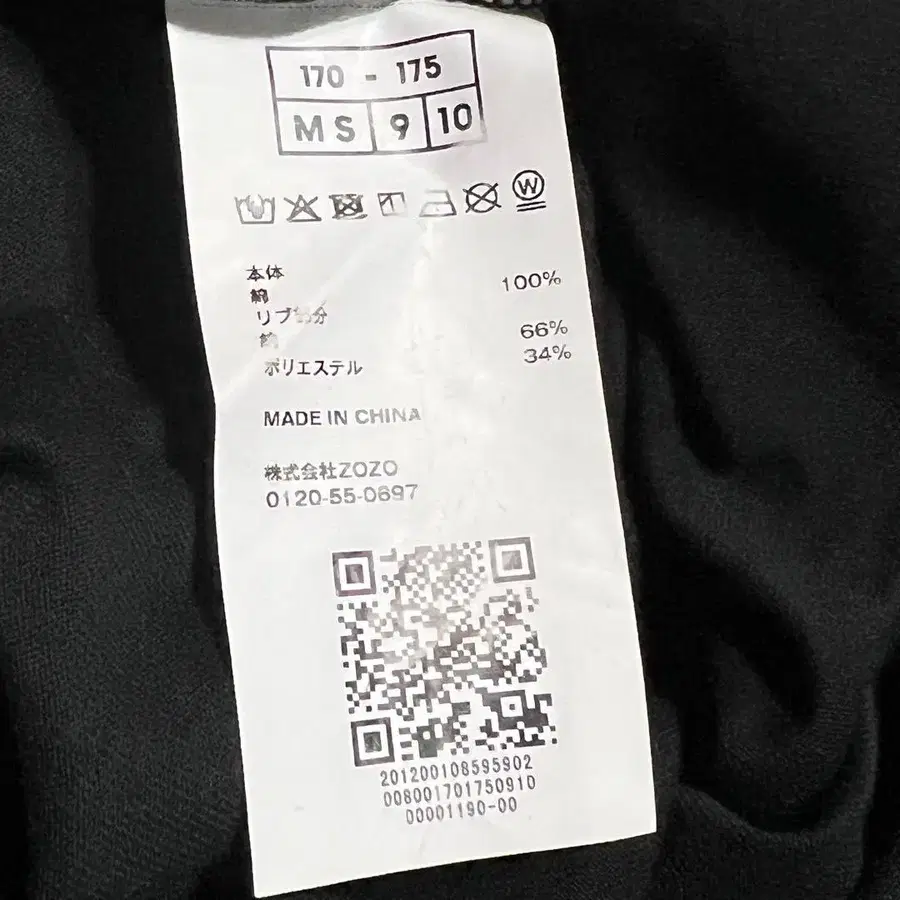 170 - 175
MS 9 10
W
本体
綿 100%
リブ部分
綿 66%
ポリエステル 34%
MADE IN CHINA
株式会社ZOZO
0120-55-0697
201200108595902
008001701750910
00001190-00